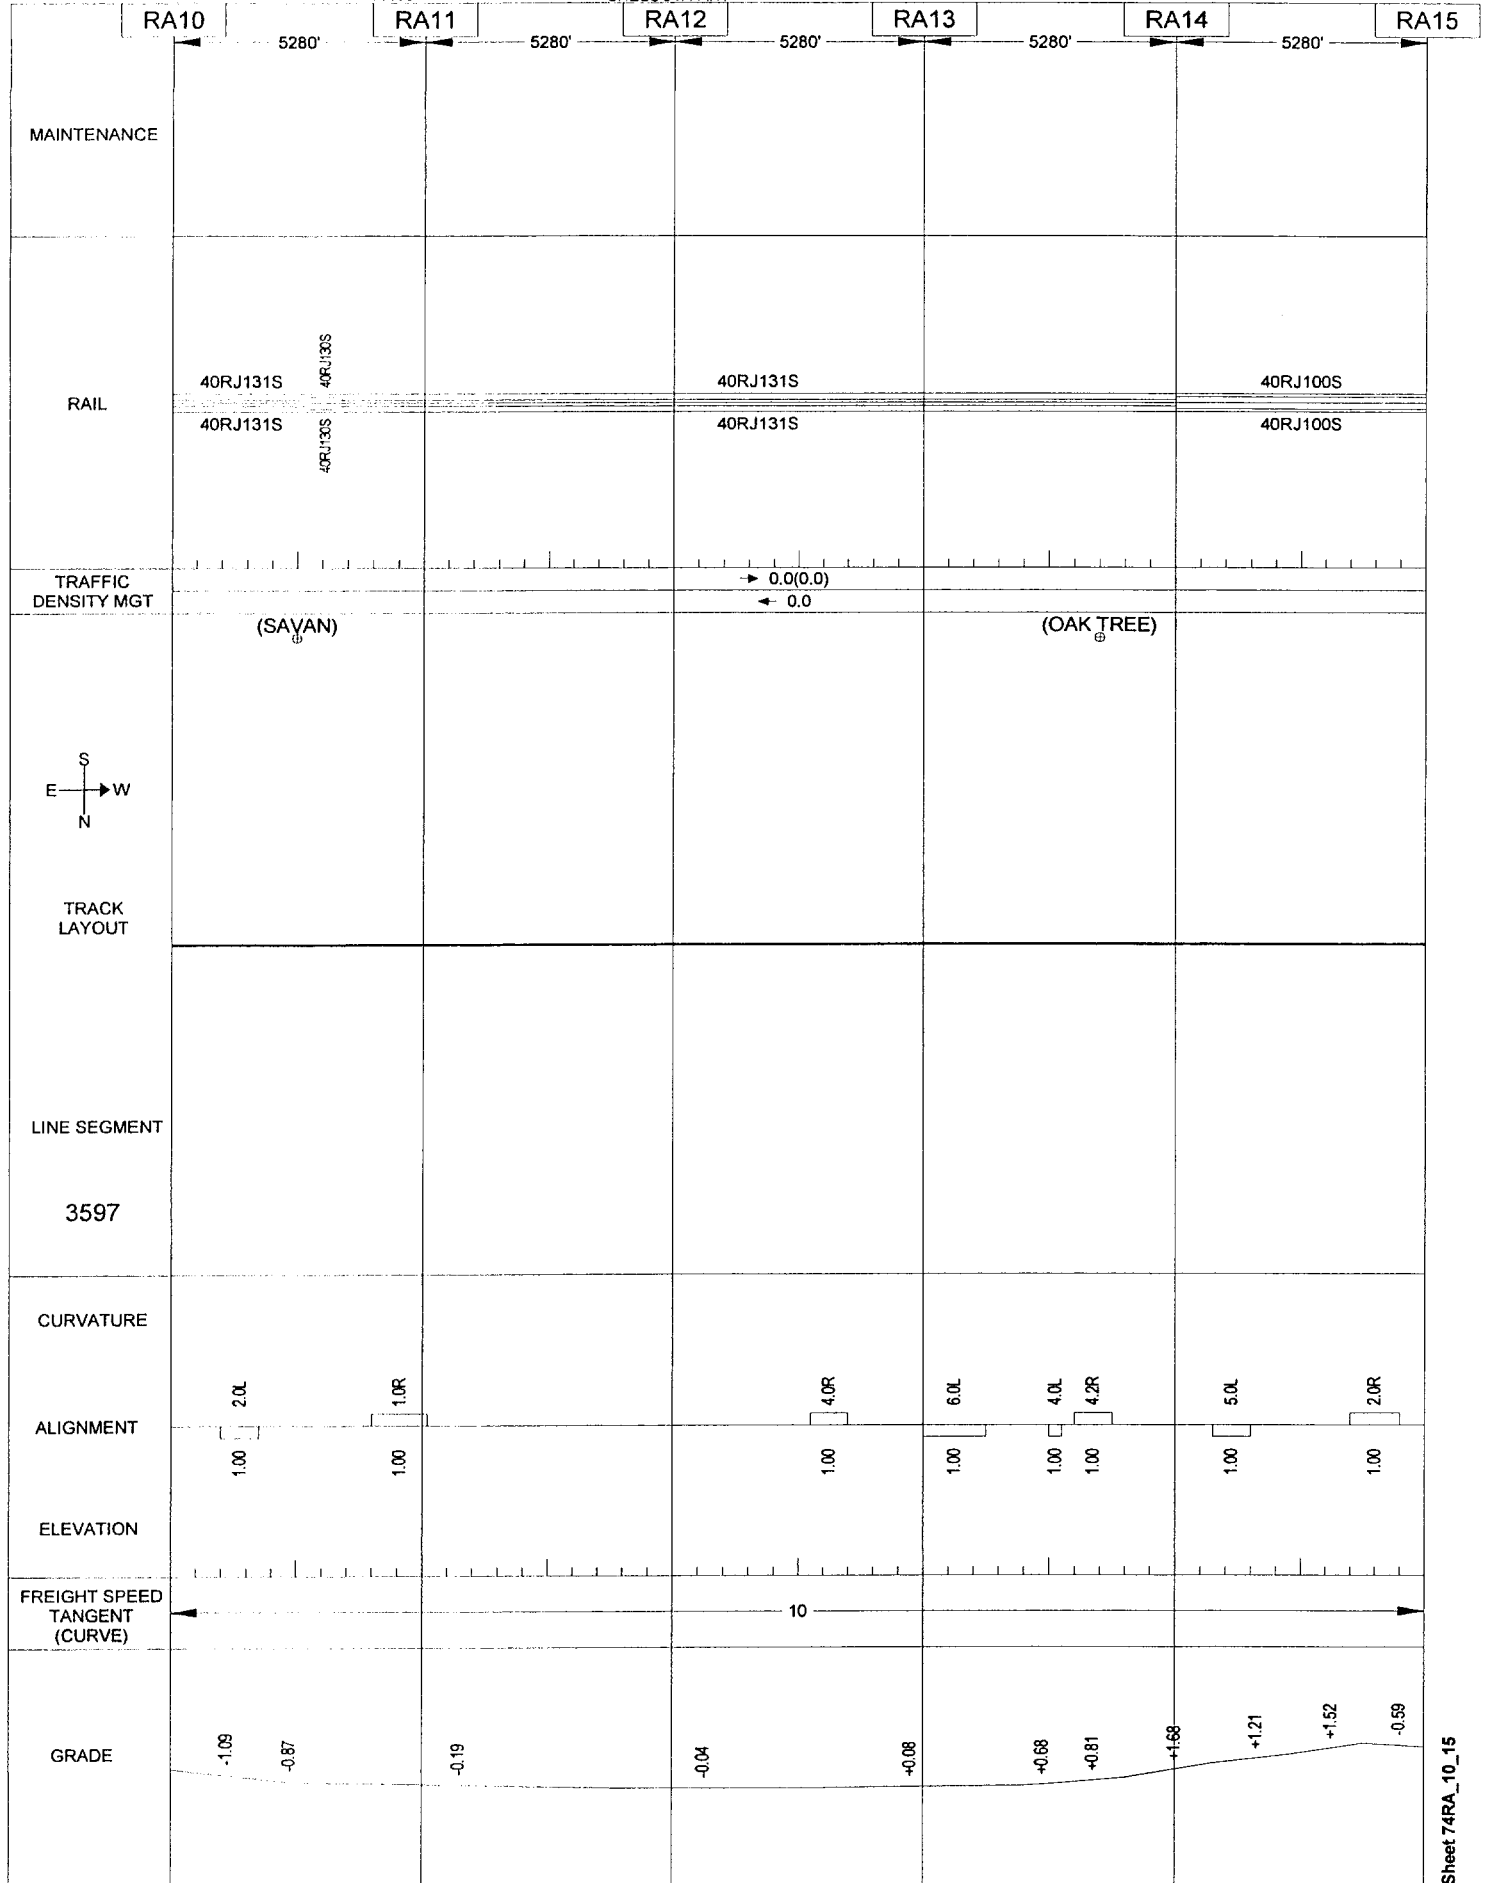 RA10 RA11 RA12 RA13 RA14 RA15
5280' 5280' 5280' 5280' 5280'
MAINTENANCE
RAIL
40RJ131S 40RJ130S 40RJ131S 40RJ100S
40RJ131S 40RJ130S 40RJ131S 40RJ100S
TRAFFIC
DENSITY MGT
0.0(0.0)
0.0
(SAVAN) (OAK TREE)
S
E W
N
TRACK
LAYOUT
LINE SEGMENT
3597
CURVATURE
2.0L 1.0R 4.0R 6.0L 4.0L 4.2R 5.0L 2.0R
ALIGNMENT
1.00 1.00 1.00 1.00 1.00 1.00 1.00 1.00
ELEVATION
FREIGHT SPEED
TANGENT
(CURVE)
10
GRADE
-1.09 -0.87 -0.19 -0.04 +0.08 +0.68 +0.81 +1.68 +1.21 +1.52 -0.59
Sheet 74RA_10_15